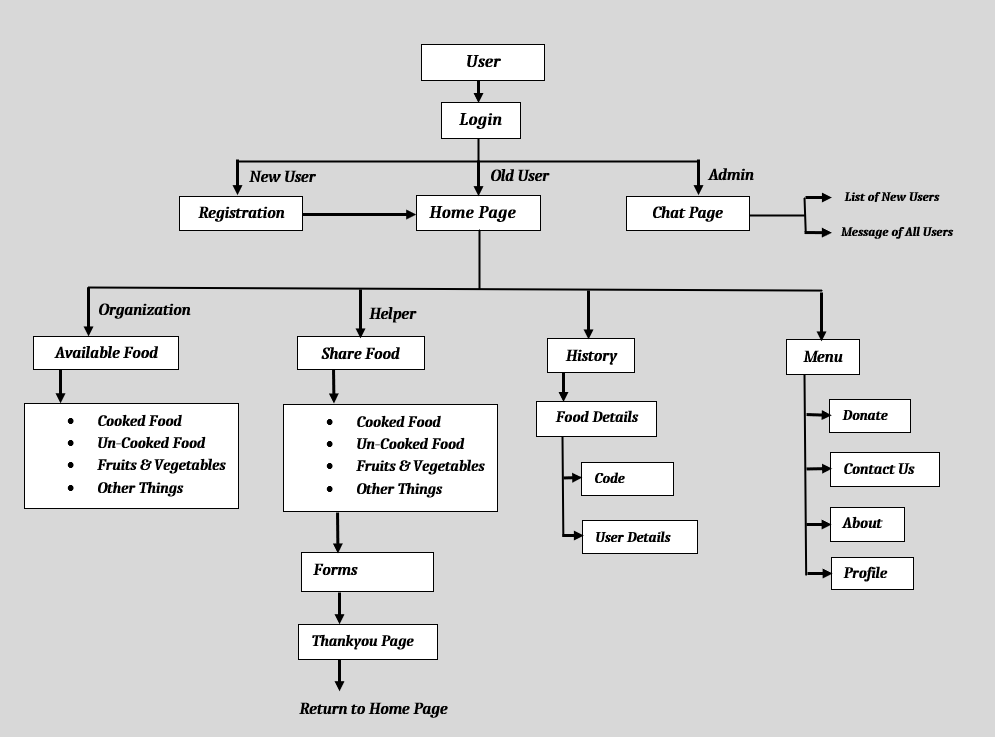 User
Login
New User
Old User
Admin
Registration
Home Page
Chat Page
List of New Users
Message of All Users
Organization
Helper
Available Food
Share Food
History
Menu
• Cooked Food
• Un-Cooked Food
• Fruits & Vegetables
• Other Things
• Cooked Food
• Un-Cooked Food
• Fruits & Vegetables
• Other Things
Forms
Thankyou Page
Return to Home Page
Food Details
Code
User Details
Donate
Contact Us
About
Profile